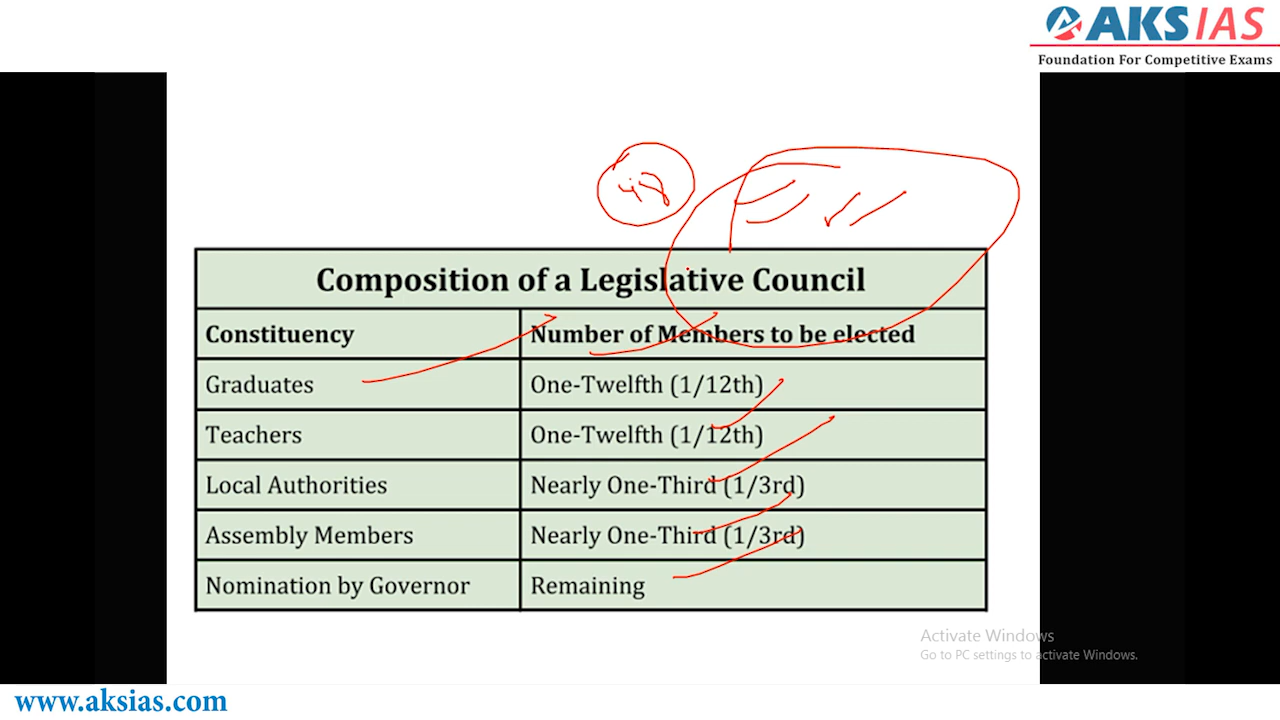 AKS IAS
Foundation For Competitive Exams
Composition of a Legislative Council
Constituency Number of Members to be elected
Graduates One-Twelfth (1/12th)
Teachers One-Twelfth (1/12th)
Local Authorities Nearly One-Third (1/3rd)
Assembly Members Nearly One-Third (1/3rd)
Nomination by Governor Remaining
Activate Windows
Go to PC settings to activate Windows.
www.aksias.com